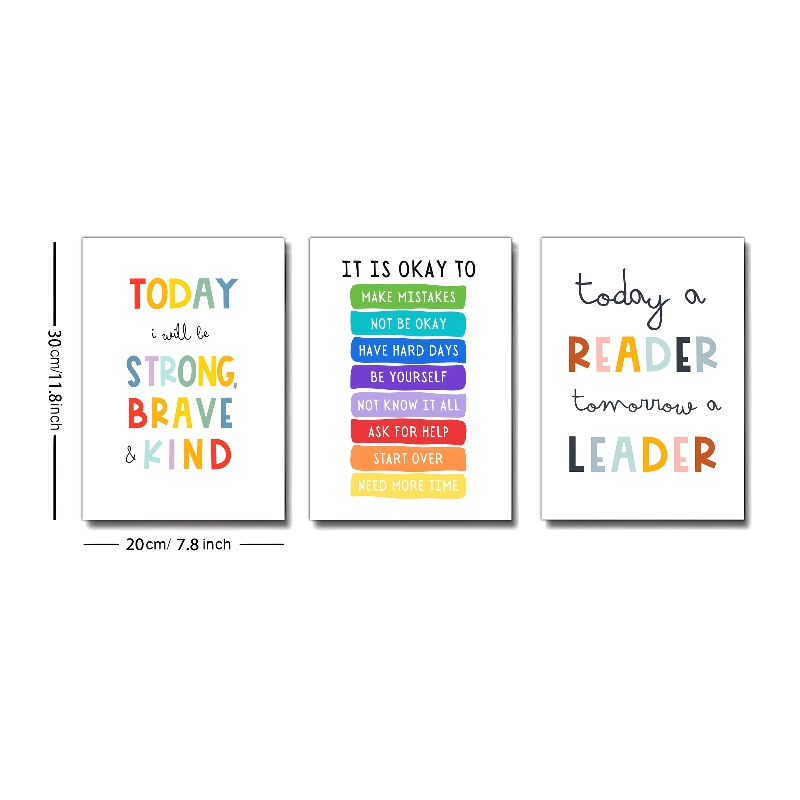 30cm/11.8inch
TODAY
i will be
STRONG,
BRAVE
& KIND
20cm/ 7.8 inch
IT IS OKAY TO
MAKE MISTAKES
NOT BE OKAY
HAVE HARD DAYS
BE YOURSELF
NOT KNOW IT ALL
ASK FOR HELP
START OVER
NEED MORE TIME
today a
READER
tomorrow a
LEADER